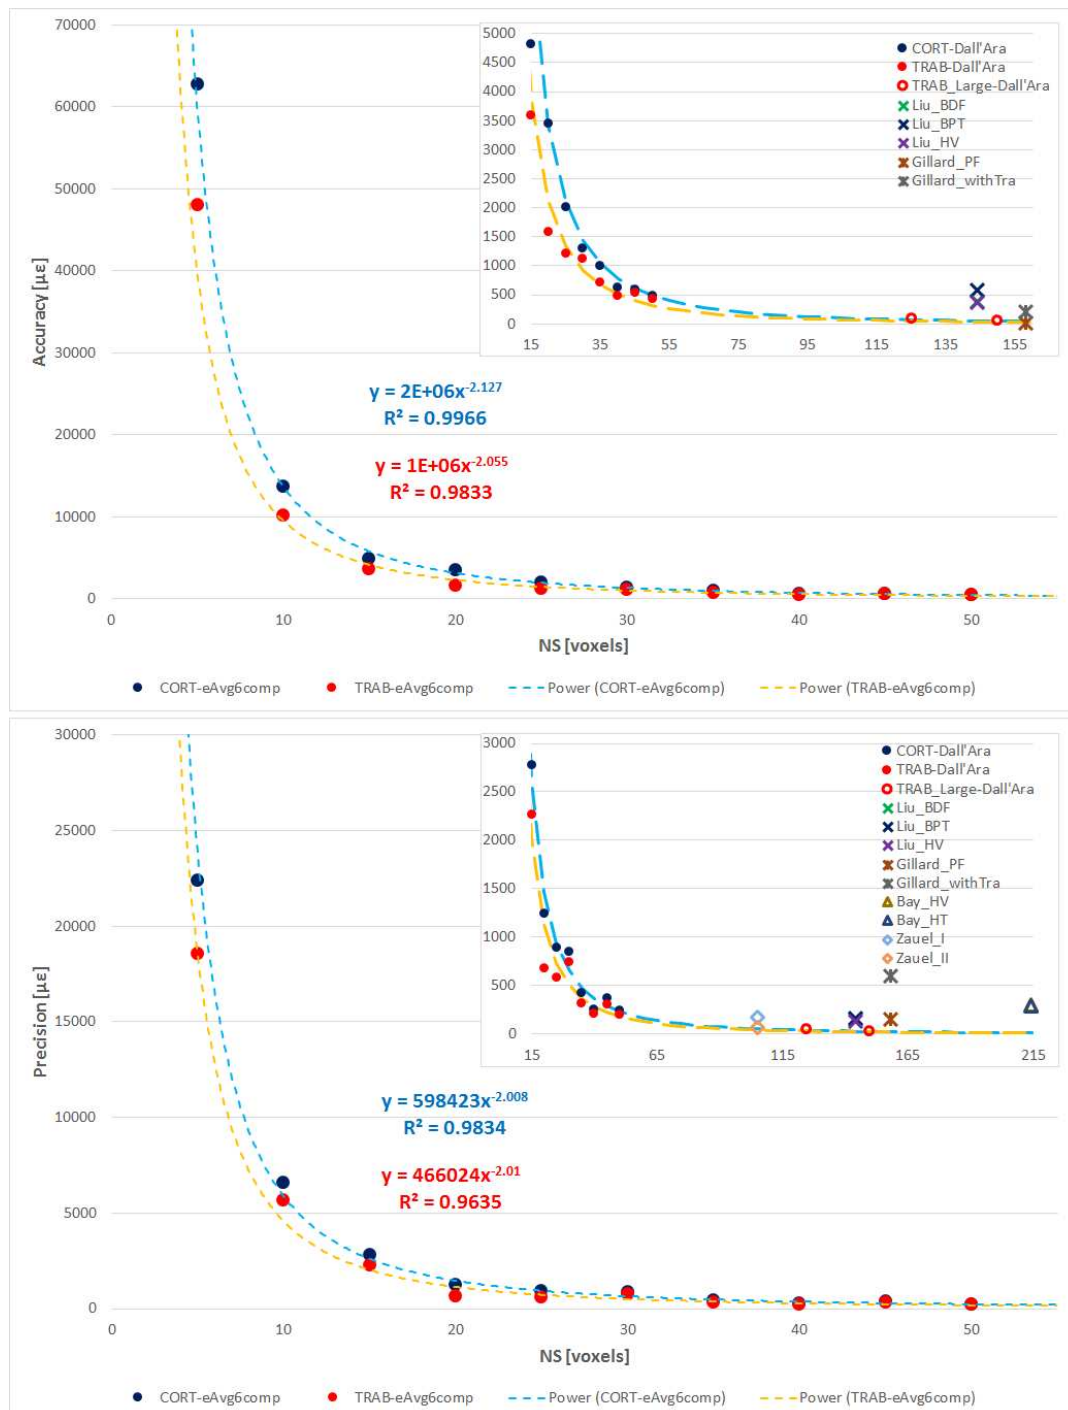 70000
60000
50000
40000
30000
20000
10000
0
Accuracy [με]
0 10 20 30 40 50
NS [voxels]
5000
4500
4000
3500
3000
2500
2000
1500
1000
500
0
15 35 55 75 95 115 135 155
CORT-Dall'Ara
TRAB-Dall'Ara
TRAB_Large-Dall'Ara
Liu_BDF
Liu_BPT
Liu_HV
Gillard_PF
Gillard_withTra
y = 2E+06x^-2.127
R² = 0.9966
y = 1E+06x^-2.055
R² = 0.9833
CORT-eAvg6comp TRAB-eAvg6comp Power (CORT-eAvg6comp) Power (TRAB-eAvg6comp)
30000
25000
20000
15000
10000
5000
0
Precision [με]
0 10 20 30 40 50
NS [voxels]
3000
2500
2000
1500
1000
500
0
15 65 115 165 215
CORT-Dall'Ara
TRAB-Dall'Ara
TRAB_Large-Dall'Ara
Liu_BDF
Liu_BPT
Liu_HV
Gillard_PF
Gillard_withTra
Bay_HV
Bay_HT
Zauel_I
Zauel_II
y = 598423x^-2.008
R² = 0.9834
y = 466024x^-2.01
R² = 0.9635
CORT-eAvg6comp TRAB-eAvg6comp Power (CORT-eAvg6comp) Power (TRAB-eAvg6comp)